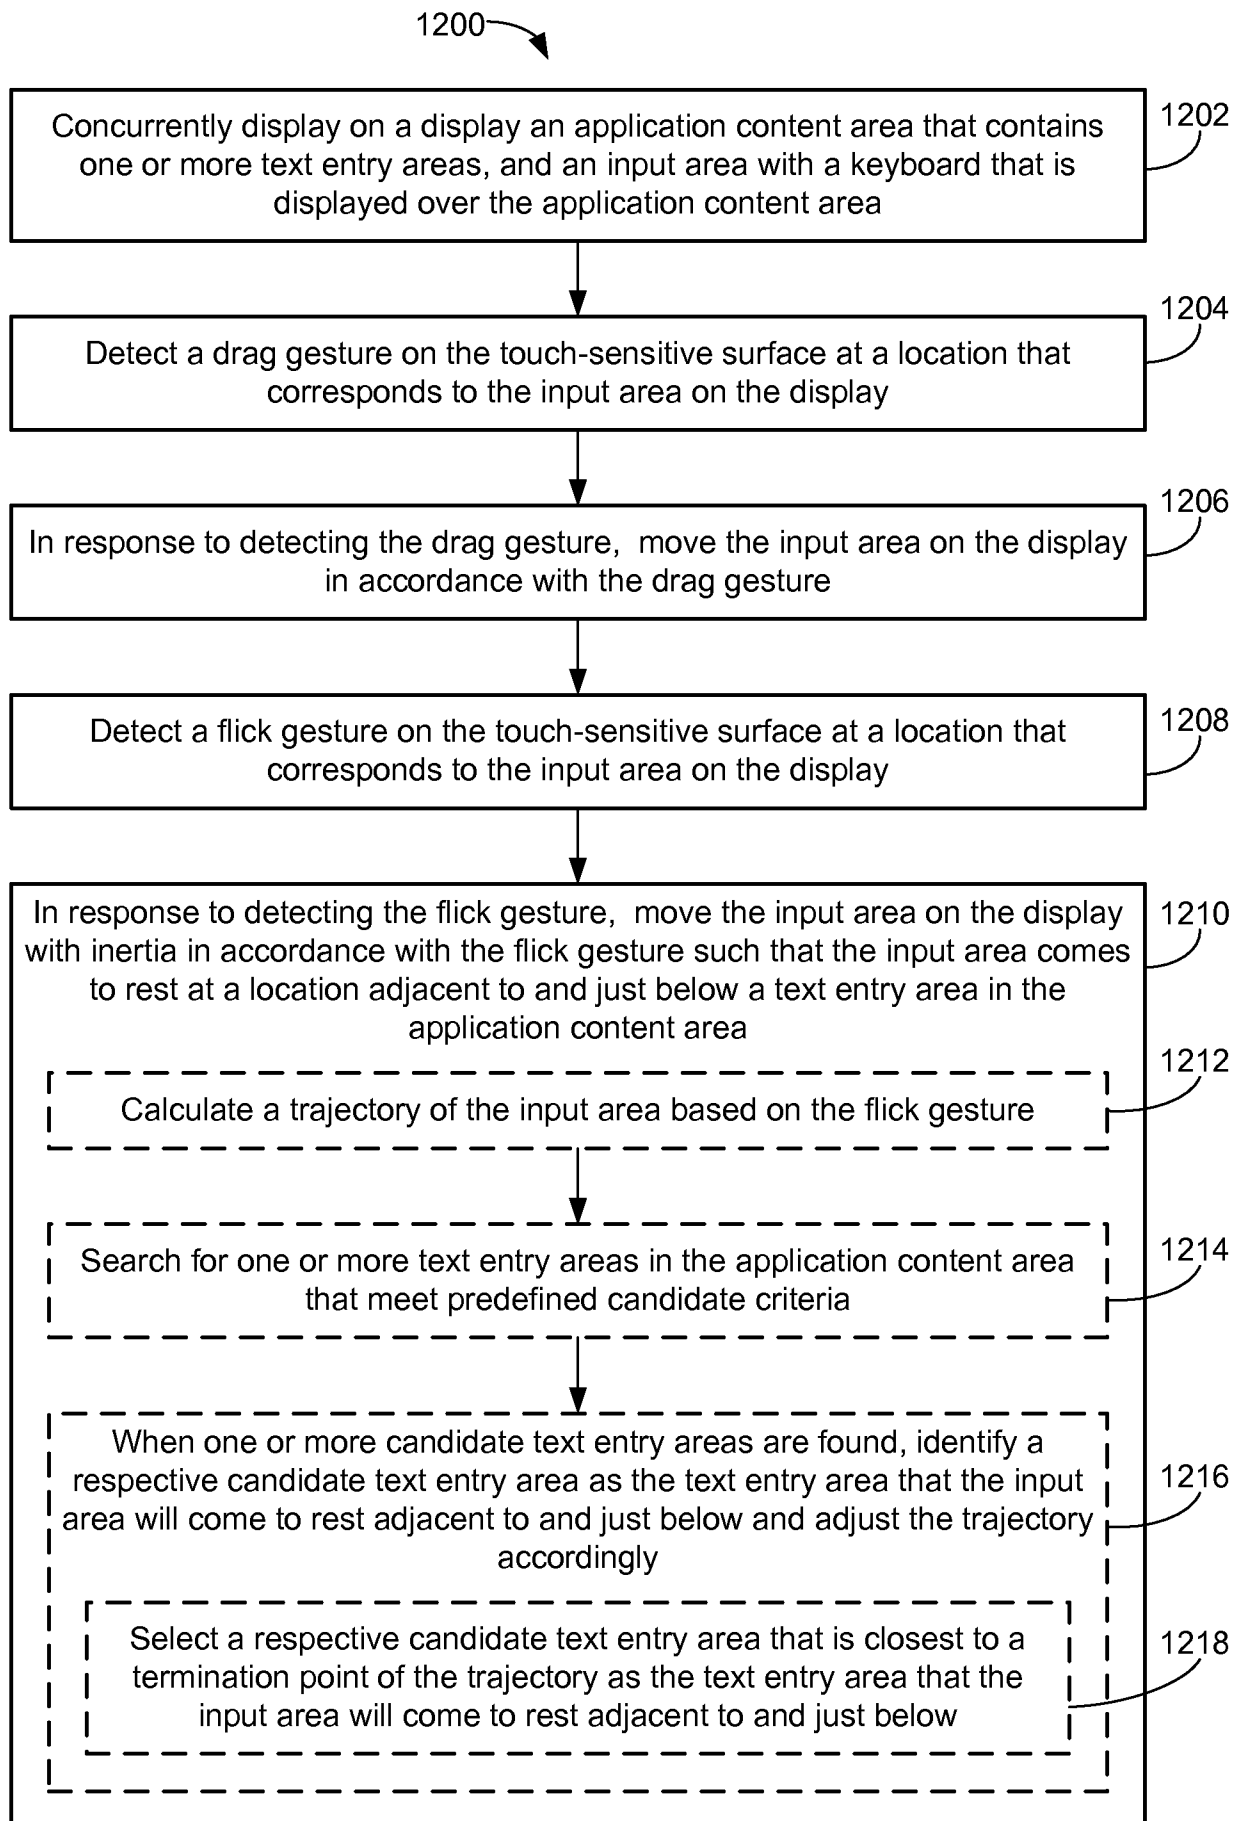 1200
Concurrently display on a display an application content area that contains
one or more text entry areas, and an input area with a keyboard that is
displayed over the application content area
1202
Detect a drag gesture on the touch-sensitive surface at a location that
corresponds to the input area on the display
1204
In response to detecting the drag gesture,  move the input area on the display
in accordance with the drag gesture
1206
Detect a flick gesture on the touch-sensitive surface at a location that
corresponds to the input area on the display
1208
In response to detecting the flick gesture,  move the input area on the display
with inertia in accordance with the flick gesture such that the input area comes
to rest at a location adjacent to and just below a text entry area in the
application content area
1210
Calculate a trajectory of the input area based on the flick gesture
1212
Search for one or more text entry areas in the application content area
that meet predefined candidate criteria
1214
When one or more candidate text entry areas are found, identify a
respective candidate text entry area as the text entry area that the input
area will come to rest adjacent to and just below and adjust the trajectory
accordingly
1216
Select a respective candidate text entry area that is closest to a
termination point of the trajectory as the text entry area that the
input area will come to rest adjacent to and just below
1218